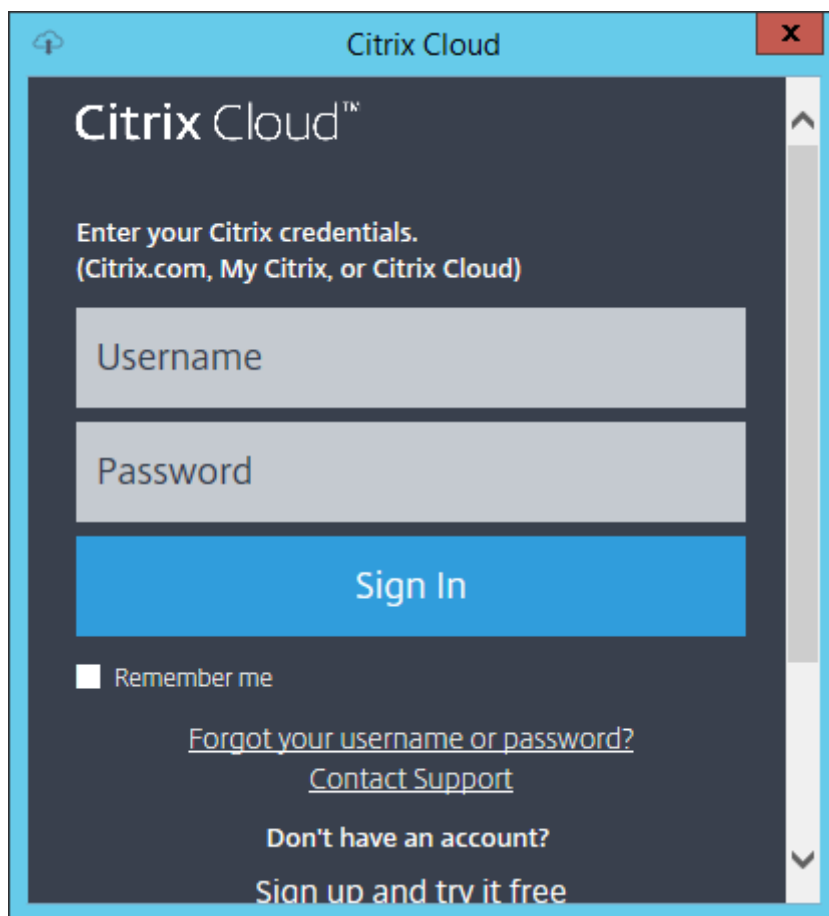 Citrix Cloud
x
Citrix Cloud™
Enter your Citrix credentials.
(Citrix.com, My Citrix, or Citrix Cloud)
Username
Password
Sign In
Remember me
Forgot your username or password?
Contact Support
Don't have an account?
Sign up and try it free